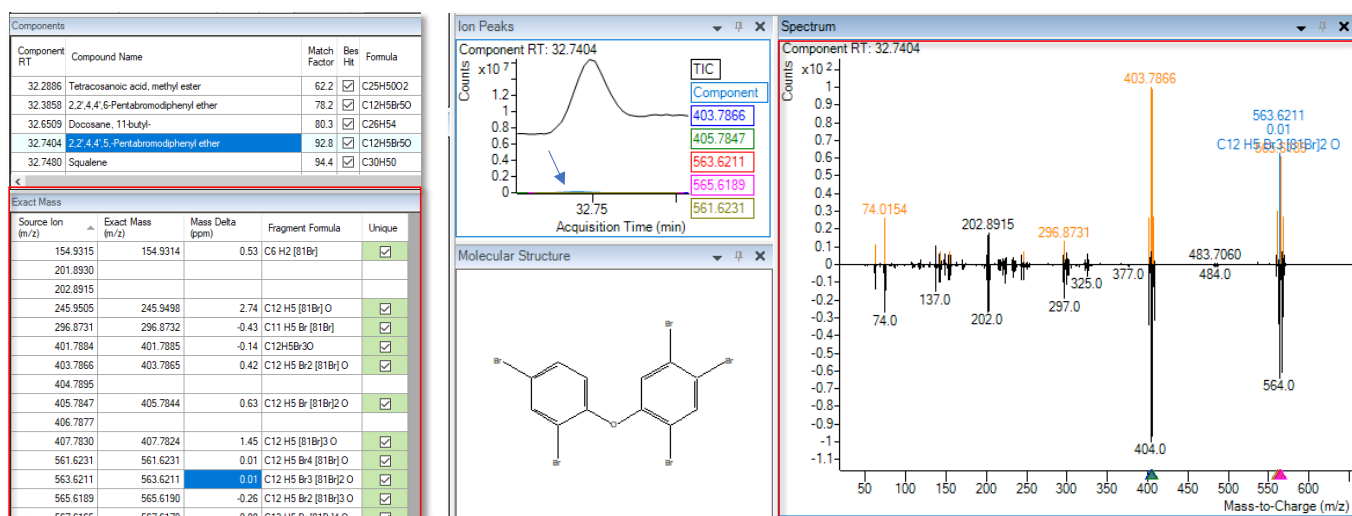 Components
Component RT Compound Name Match Factor Bes Hit Formula
32.2886 Tetracosanoic acid, methyl ester 62.2 C25H50O2
32.3858 2,2',4,4',6-Pentabromodiphenyl ether 78.2 C12H5Br5O
32.6509 Docosane, 11-butyl- 80.3 C26H54
32.7404 2,2',4,4',5,-Pentabromodiphenyl ether 92.8 C12H5Br5O
32.7480 Squalene 94.4 C30H50
Exact Mass
Source Ion (m/z) Exact Mass (m/z) Mass Delta (ppm) Fragment Formula Unique
154.9315 154.9314 0.53 C6 H2 [81Br]
201.8930
202.8915
245.9505 245.9498 2.74 C12 H5 [81Br] O
296.8731 296.8732 -0.43 C11 H5 Br [81Br]
401.7884 401.7885 -0.14 C12H5Br3O
403.7866 403.7865 0.42 C12 H5 Br2 [81Br] O
404.7895
405.7847 405.7844 0.63 C12 H5 Br [81Br]2 O
406.7877
407.7830 407.7824 1.45 C12 H5 [81Br]3 O
561.6231 561.6231 0.01 C12 H5 Br4 [81Br] O
563.6211 563.6211 0.01 C12 H5 Br3 [81Br]2 O
565.6189 565.6190 -0.26 C12 H5 Br2 [81Br]3 O
Ion Peaks
Component RT: 32.7404
Counts
x10 7
1.6
1.4
1.2
1
0.8
0.6
0.4
0.2
0
32.75
Acquisition Time (min)
TIC
Component
403.7866
405.7847
563.6211
565.6189
561.6231
Molecular Structure
Br
Br
Br
Br
Br
O
Spectrum
Component RT: 32.7404
Counts
x10 2
1.1
1
0.9
0.8
0.7
0.6
0.5
0.4
0.3
0.2
0.1
0
-0.1
-0.2
-0.3
-0.4
-0.5
-0.6
-0.7
-0.8
-0.9
-1
-1.1
403.7866
563.6211
0.01
C12 H5 Br3 [81Br]2 O
74.0154
202.8915
296.8731
483.7060
377.0
484.0
325.0
137.0
297.0
74.0
202.0
564.0
404.0
50 100 150 200 250 300 350 400 450 500 550 600
Mass-to-Charge (m/z)